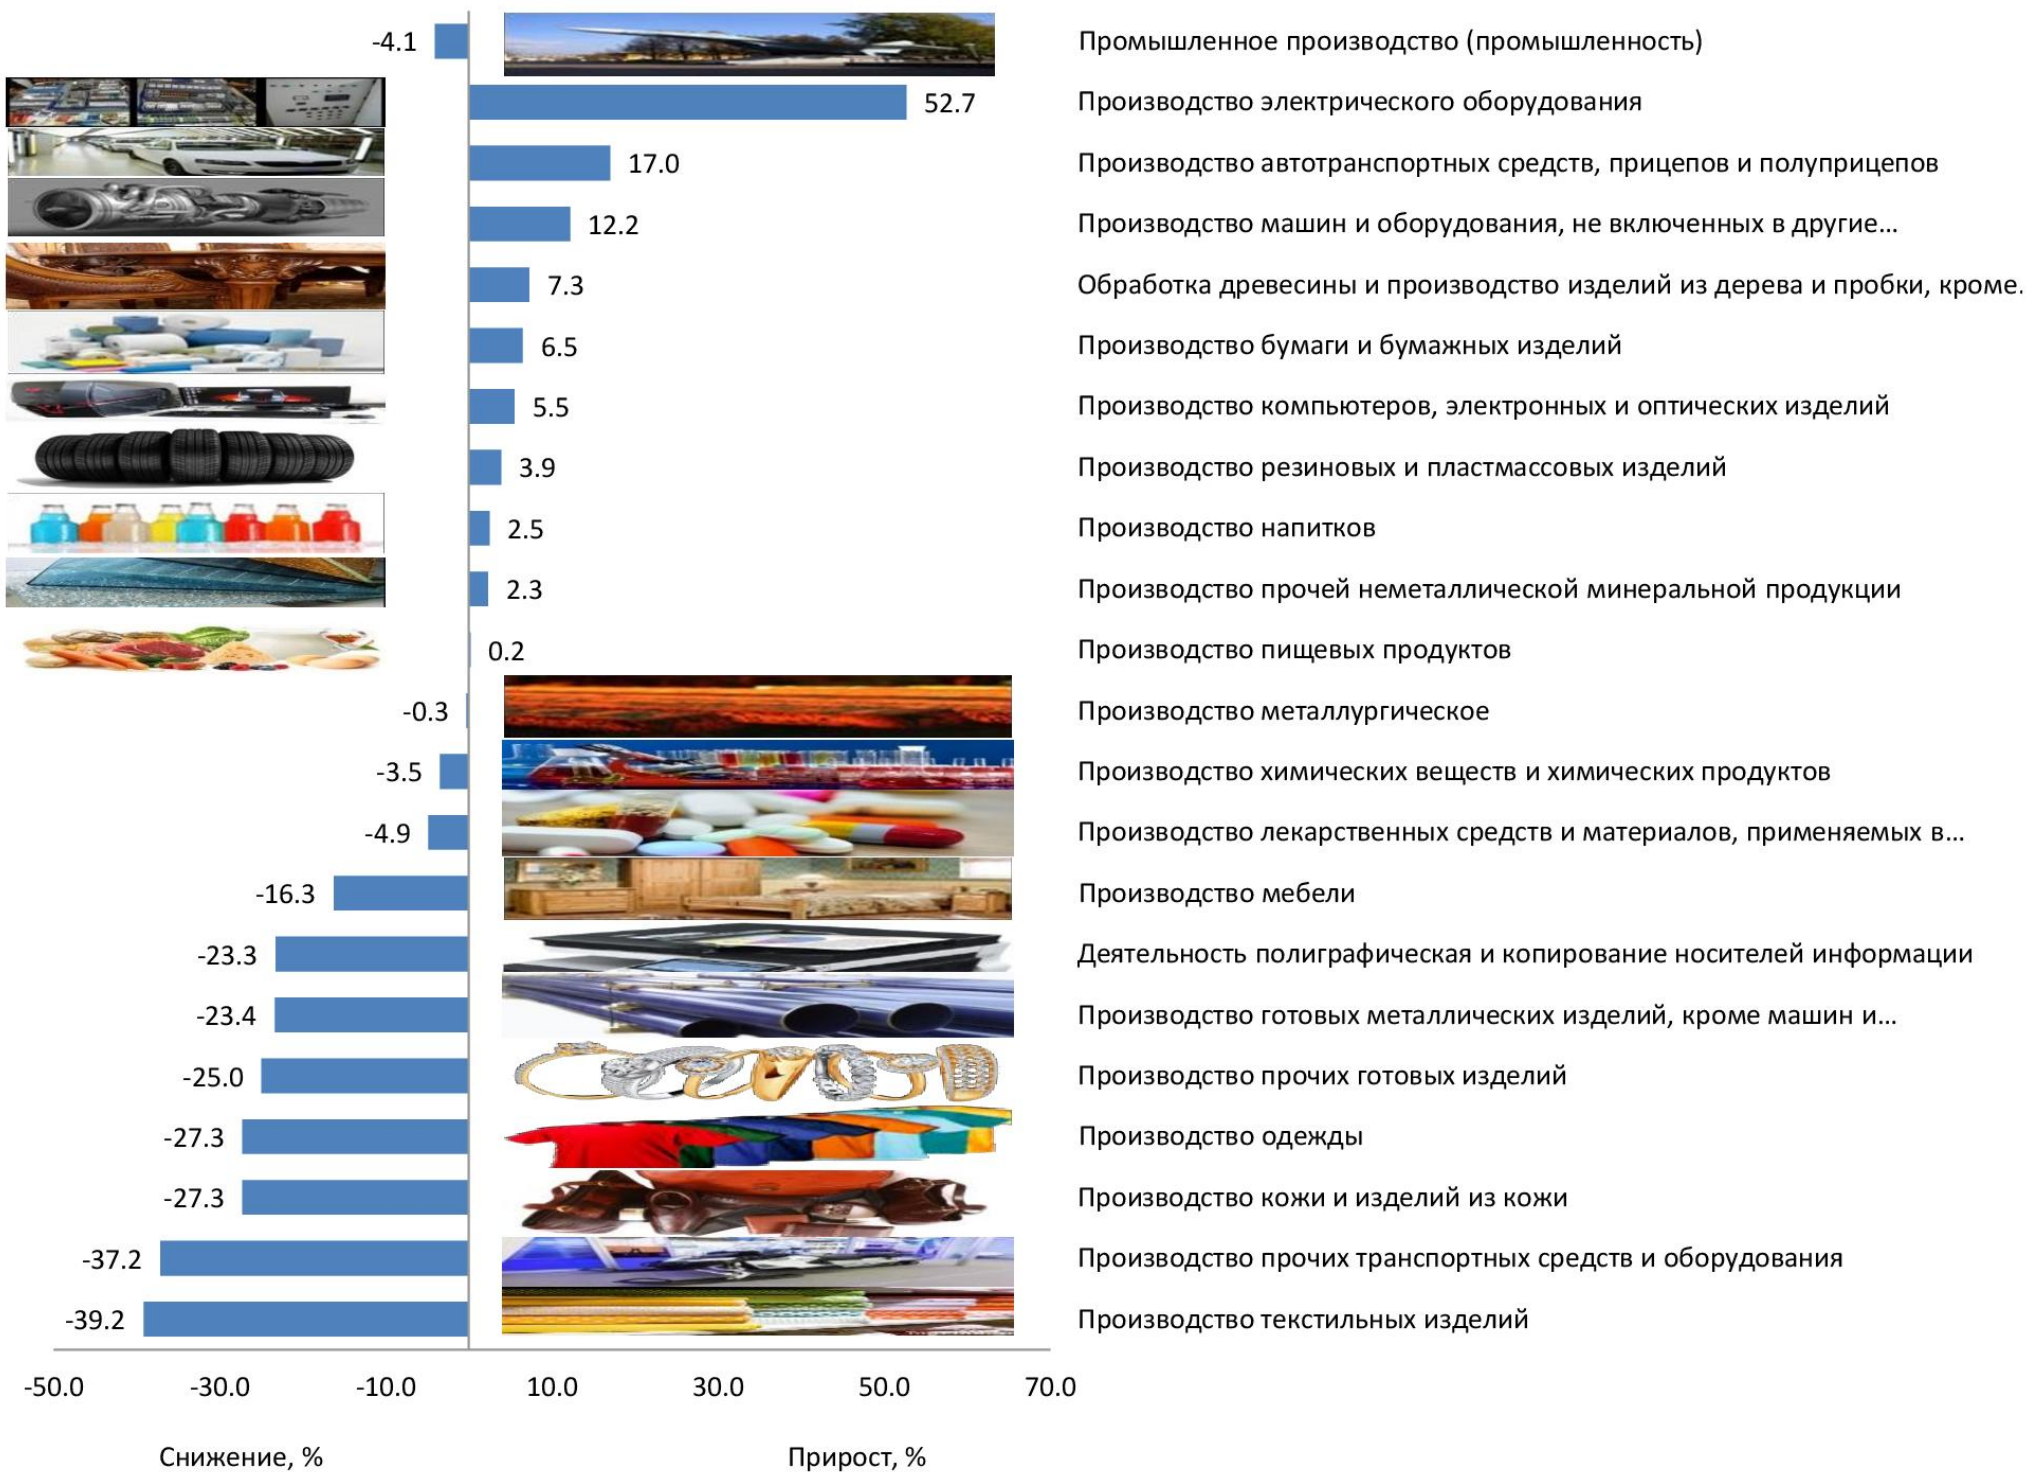 -4.1 Промышленное производство (промышленность)
52.7 Производство электрического оборудования
17.0 Производство автотранспортных средств, прицепов и полуприцепов
12.2 Производство машин и оборудования, не включенных в другие...
7.3 Обработка древесины и производство изделий из дерева и пробки, кроме.
6.5 Производство бумаги и бумажных изделий
5.5 Производство компьютеров, электронных и оптических изделий
3.9 Производство резиновых и пластмассовых изделий
2.5 Производство напитков
2.3 Производство прочей неметаллической минеральной продукции
0.2 Производство пищевых продуктов
-0.3 Производство металлургическое
-3.5 Производство химических веществ и химических продуктов
-4.9 Производство лекарственных средств и материалов, применяемых в...
-16.3 Производство мебели
-23.3 Деятельность полиграфическая и копирование носителей информации
-23.4 Производство готовых металлических изделий, кроме машин и...
-25.0 Производство прочих готовых изделий
-27.3 Производство одежды
-27.3 Производство кожи и изделий из кожи
-37.2 Производство прочих транспортных средств и оборудования
-39.2 Производство текстильных изделий
-50.0 -30.0 -10.0 10.0 30.0 50.0 70.0
Снижение, % Прирост, %